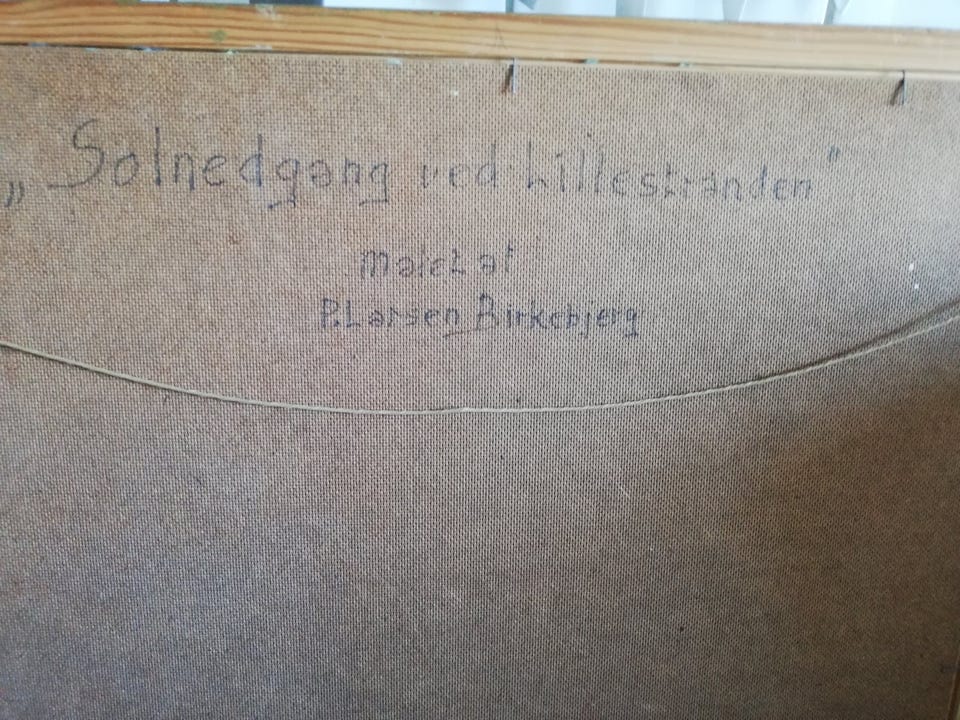 „Solnedgang ved Lillestranden"
Malet af
P. Larsen Birkebjerg